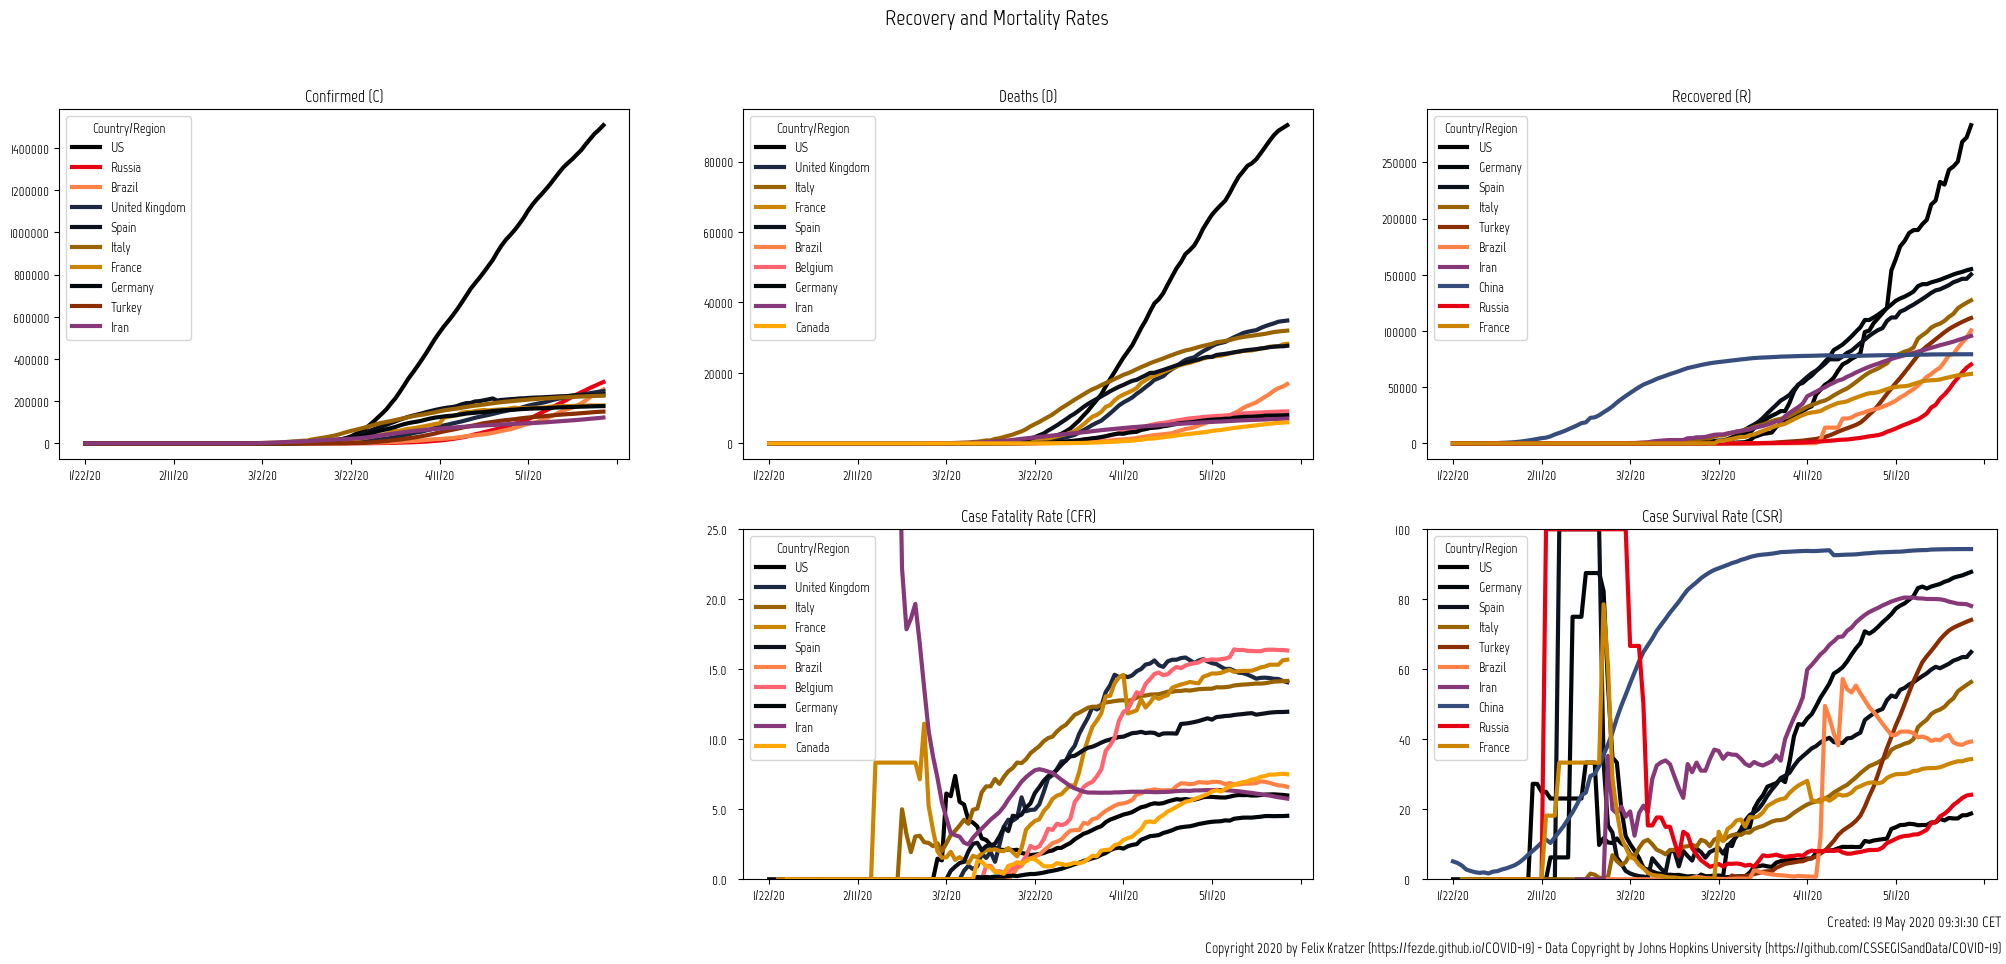 Recovery and Mortality Rates
Confirmed (C)
Country/Region
US
Russia
Brazil
United Kingdom
Spain
Italy
France
Germany
Turkey
Iran
1400000
1200000
1000000
800000
600000
400000
200000
0
1/22/20 2/11/20 3/2/20 3/22/20 4/11/20 5/1/20
Deaths (D)
Country/Region
US
United Kingdom
Italy
France
Spain
Brazil
Belgium
Germany
Iran
Canada
80000
60000
40000
20000
0
1/22/20 2/11/20 3/2/20 3/22/20 4/11/20 5/1/20
Recovered (R)
Country/Region
US
Germany
Spain
Italy
Turkey
Brazil
Iran
China
Russia
France
250000
200000
150000
100000
50000
0
1/22/20 2/11/20 3/2/20 3/22/20 4/11/20 5/1/20
Case Fatality Rate (CFR)
Country/Region
US
United Kingdom
Italy
France
Spain
Brazil
Belgium
Germany
Iran
Canada
25.0
20.0
15.0
10.0
5.0
0.0
1/22/20 2/11/20 3/2/20 3/22/20 4/11/20 5/1/20
Case Survival Rate (CSR)
Country/Region
US
Germany
Spain
Italy
Turkey
Brazil
Iran
China
Russia
France
100
80
60
40
20
0
1/22/20 2/11/20 3/2/20 3/22/20 4/11/20 5/1/20
Created: 19 May 2020 09:31:30 CET
Copyright 2020 by Felix Kratzer (https://fezde.github.io/COVID-19) - Data Copyright by Johns Hopkins University (https://github.com/CSSEGISandData/COVID-19)